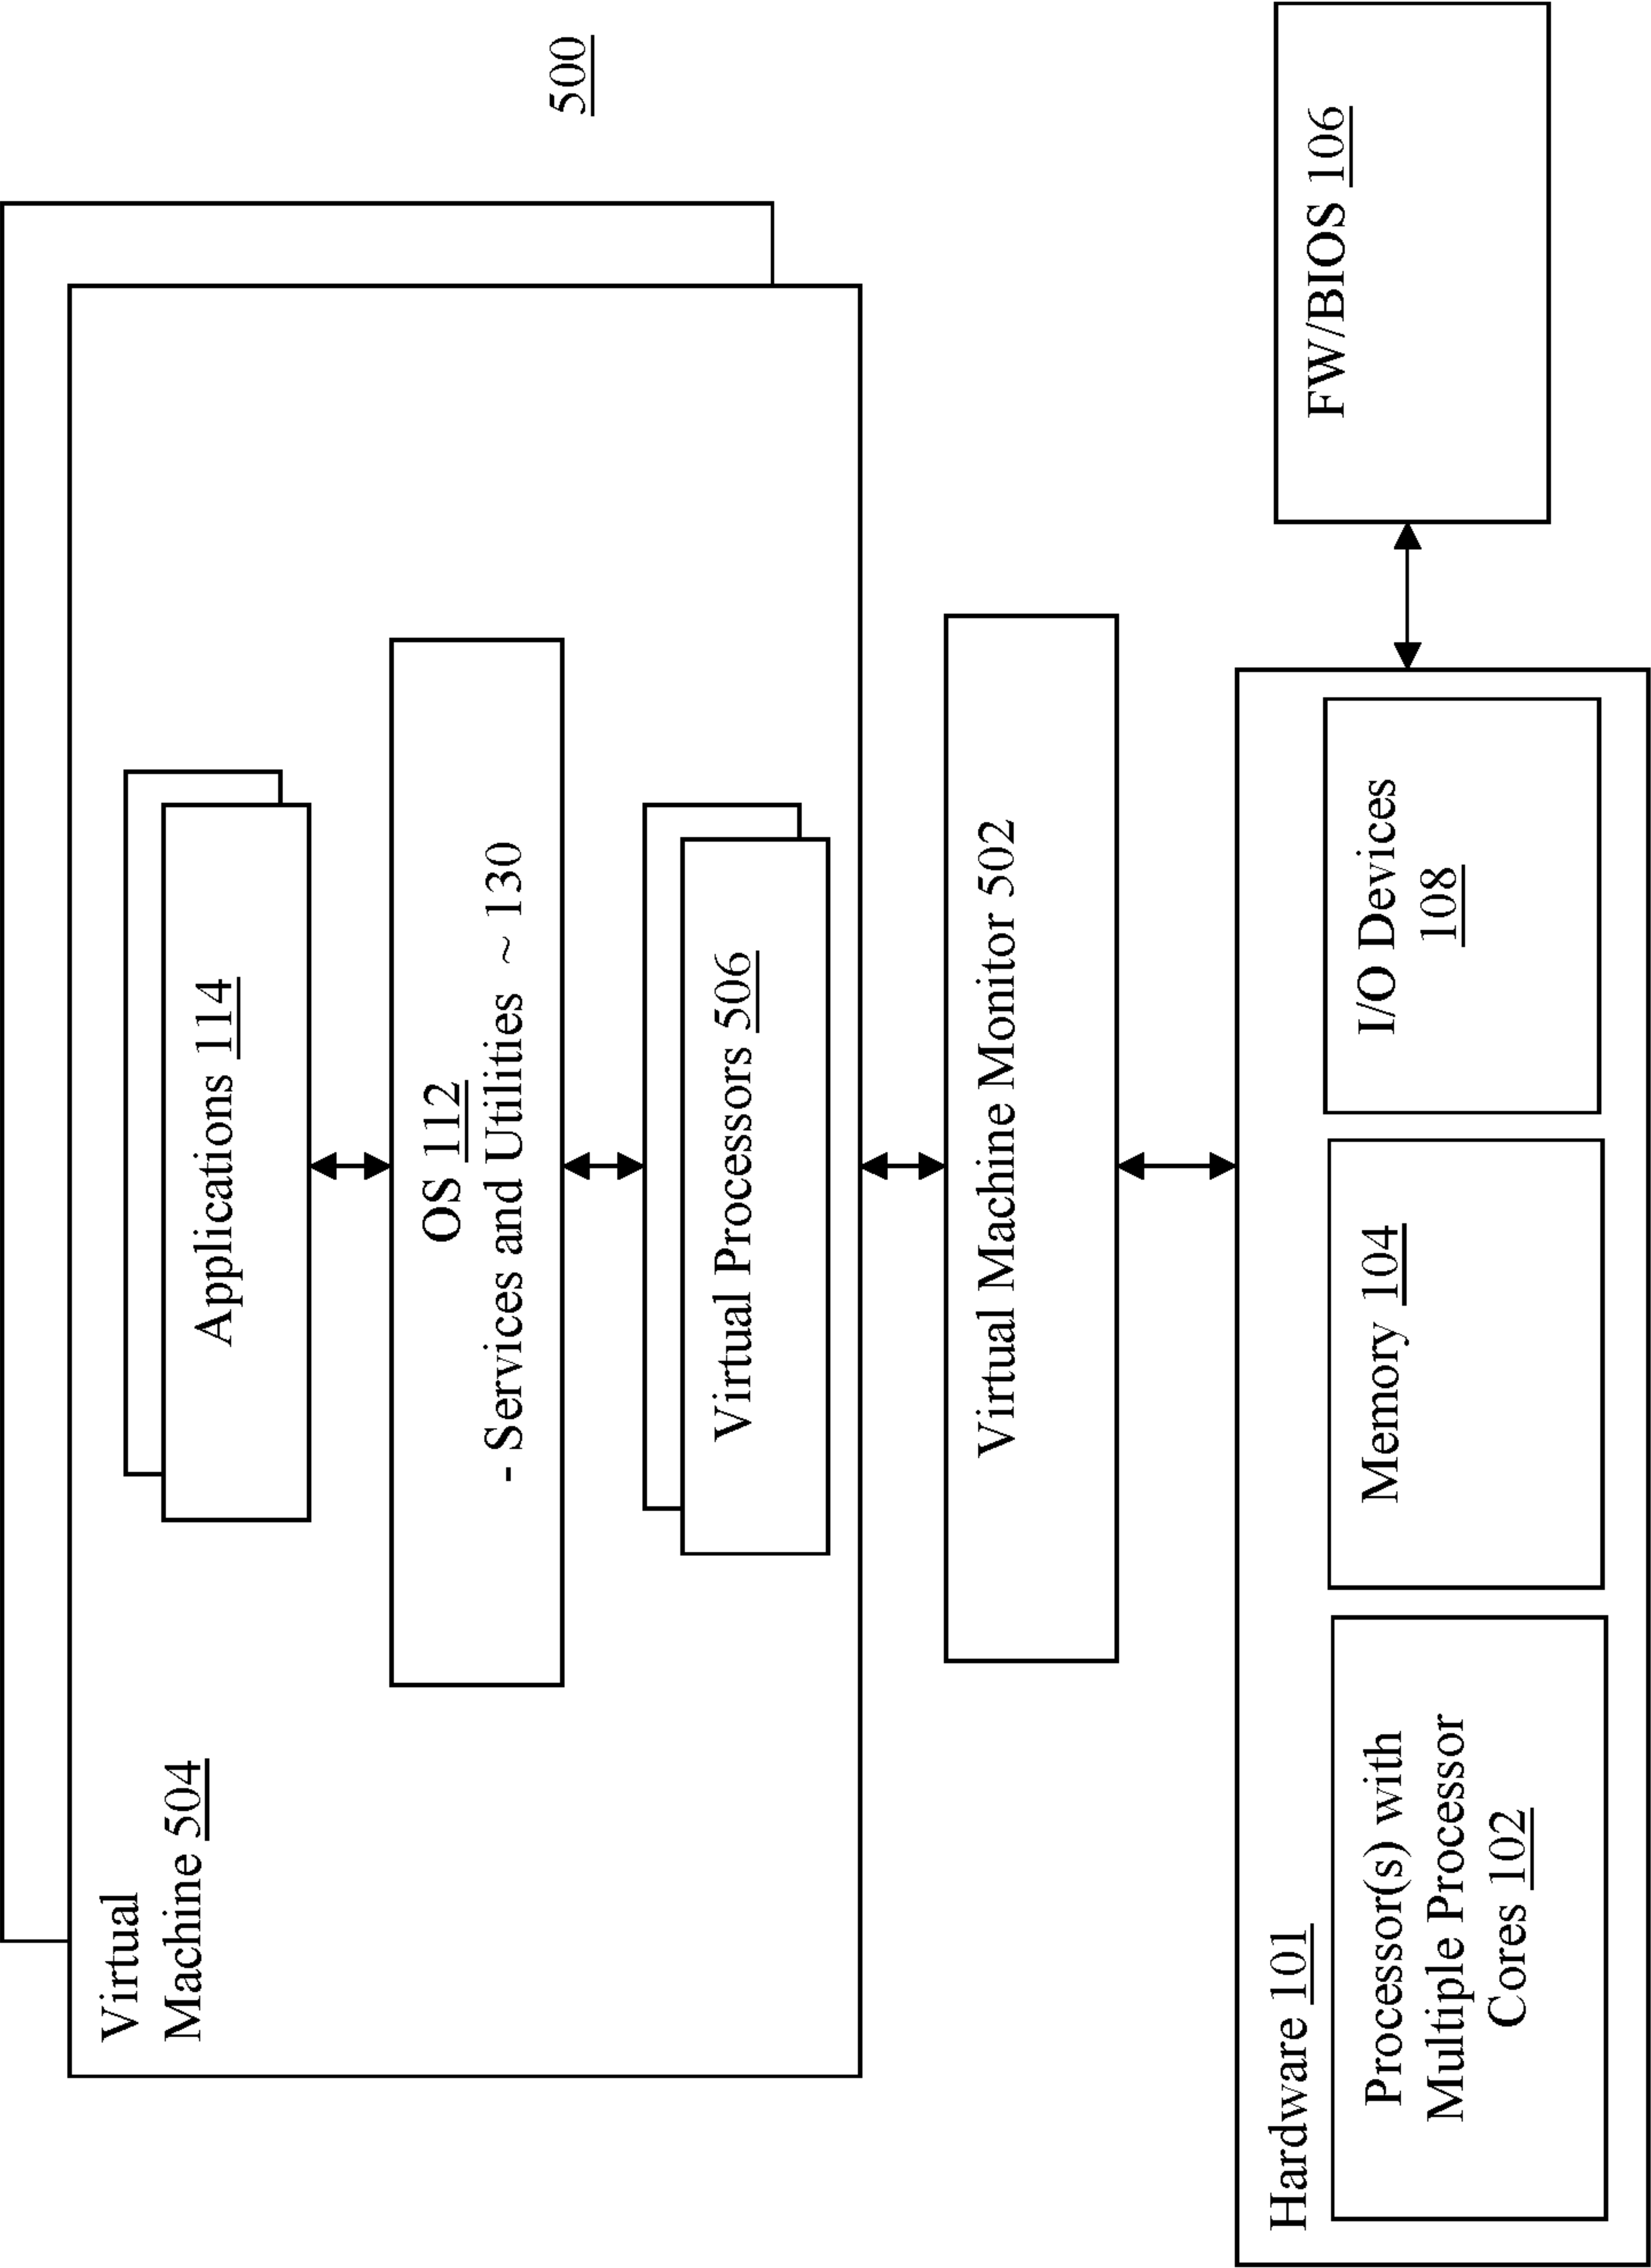 500
Virtual
Machine 504
Applications 114
OS 112
- Services and Utilities ~ 130
Virtual Processors 506
Virtual Machine Monitor 502
Hardware 101
Processor(s) with
Multiple Processor
Cores 102
Memory 104
I/O Devices
108
FW/BIOS 106